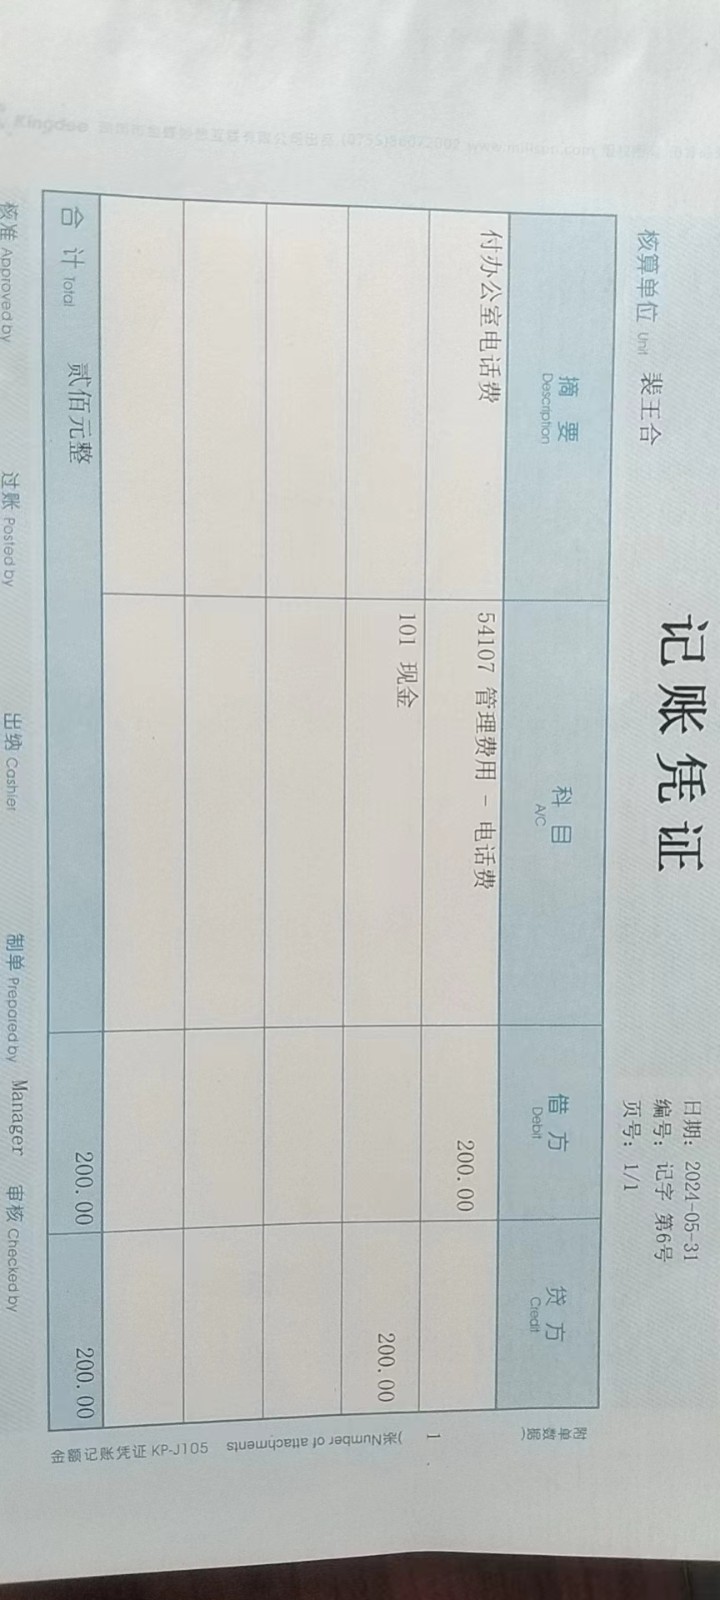 Kingdee
记账凭证
日期: 2024-05-31
编号: 记字 第6号
页号: 1/1
核算单位 Unit 裴王合
摘 要 Description 科 目 A/C 借 方 Debit 贷 方 Credit
付办公室电话费 54107 管理费用 - 电话费 200.00
101 现金 200.00
合 计 Total 贰佰元整 200.00 200.00
附单数据( 1 张Number of attachments)
金额记账凭证 KP-J105
核准 Approved by 过账 Posted by 出纳 Cashier 制单 Prepared by Manager 审核 Checked by